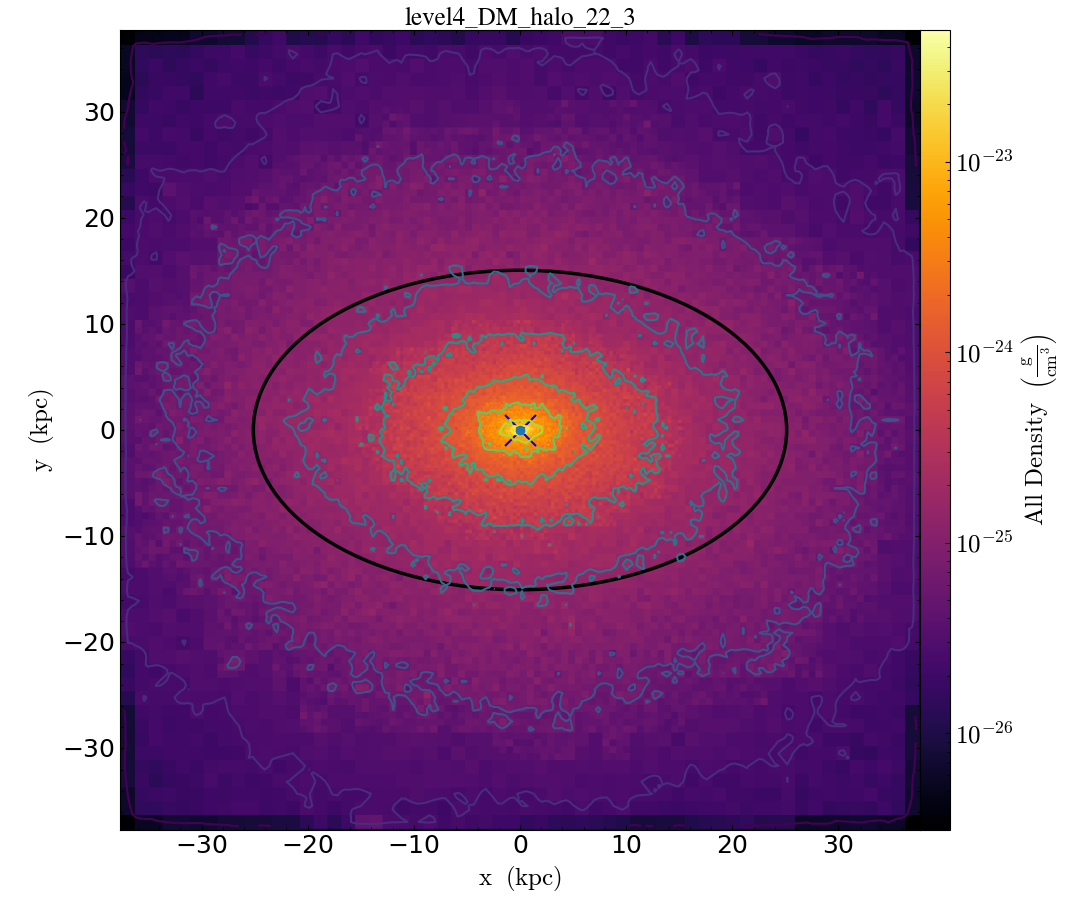 level4_DM_halo_22_3
30
20
10
0
−10
−20
−30
y (kpc)
−30 −20 −10 0 10 20 30
x (kpc)
10^{−23}
10^{−24}
10^{−25}
10^{−26}
All Density (g/cm^3)